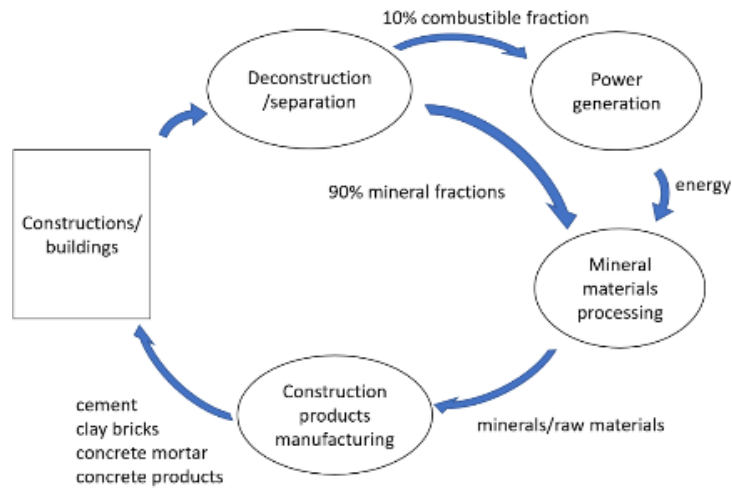 10% combustible fraction
Deconstruction
/separation
Power
generation
90% mineral fractions
energy
Constructions/
buildings
Mineral
materials
processing
Construction
products
manufacturing
minerals/raw materials
cement
clay bricks
concrete mortar
concrete products